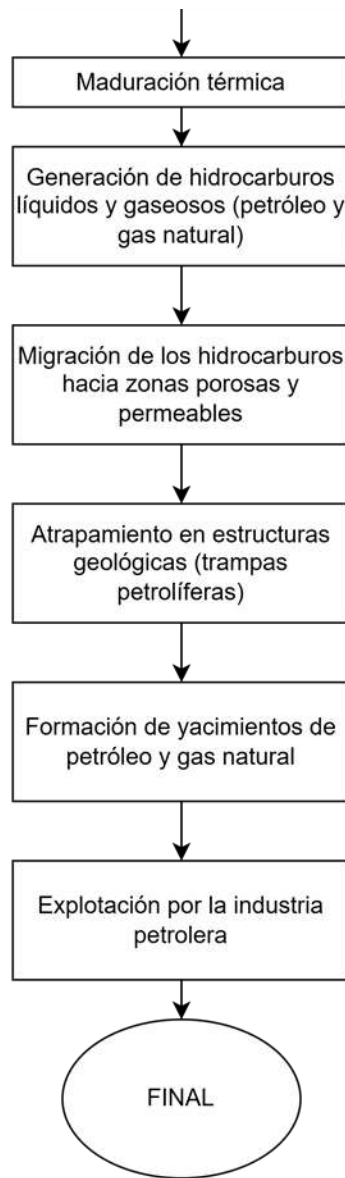 Maduración térmica
Generación de hidrocarburos
líquidos y gaseosos (petróleo y
gas natural)
Migración de los hidrocarburos
hacia zonas porosas y
permeables
Atrapamiento en estructuras
geológicas (trampas
petrolíferas)
Formación de yacimientos de
petróleo y gas natural
Explotación por la industria
petrolera
FINAL